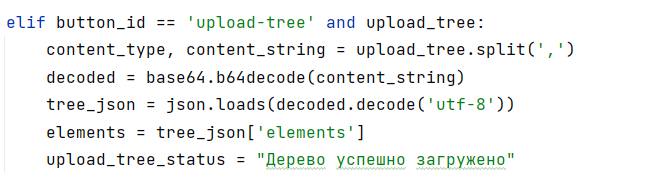 elif button_id == 'upload-tree' and upload_tree:
    content_type, content_string = upload_tree.split(',')
    decoded = base64.b64decode(content_string)
    tree_json = json.loads(decoded.decode('utf-8'))
    elements = tree_json['elements']
    upload_tree_status = "Дерево успешно загружено"